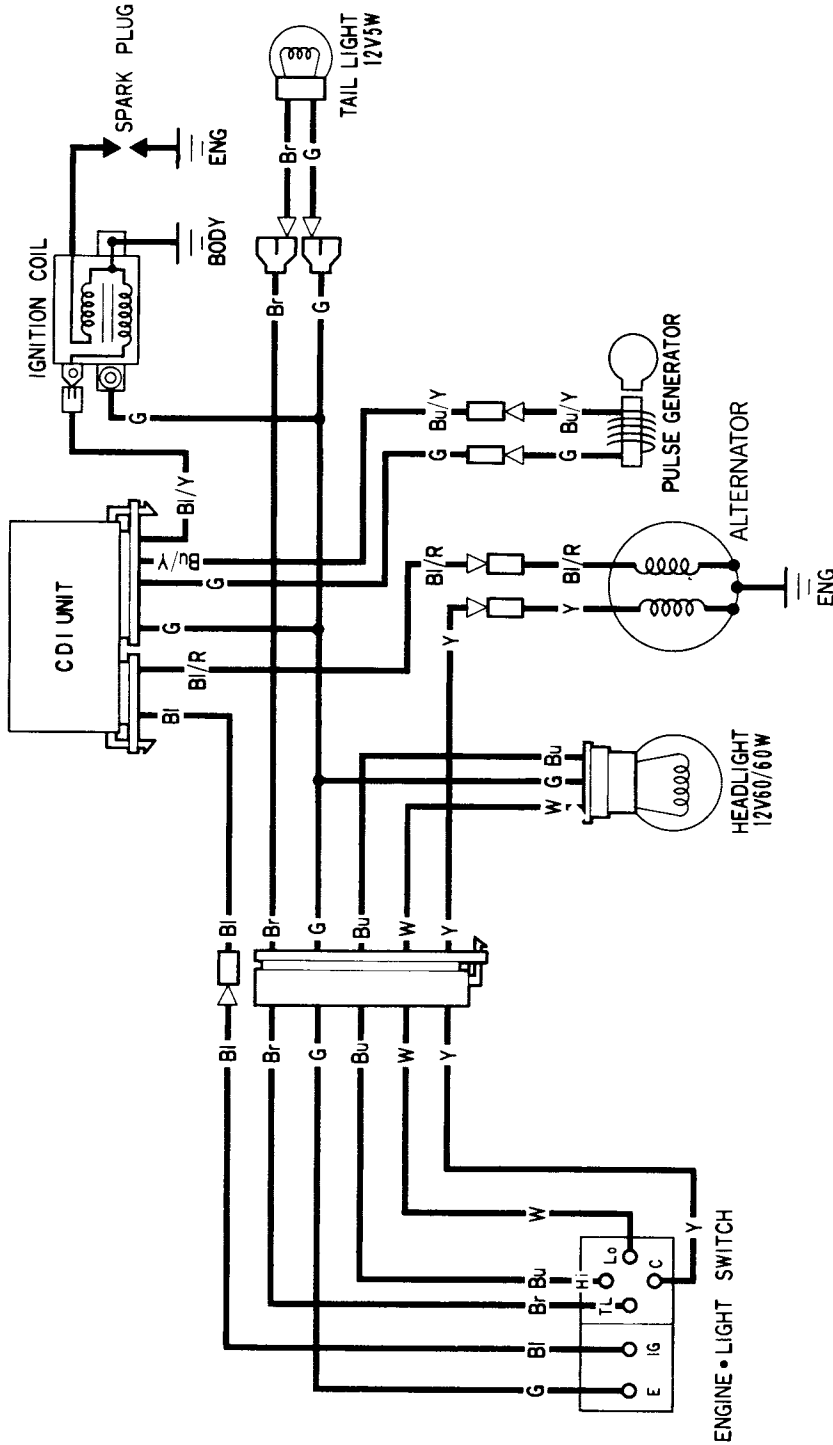 SPARK PLUG
ENG
IGNITION COIL
BODY
TAIL LIGHT
12V5W
Br
G
Br
G
G
Bl/Y
CDI UNIT
Bu/Y
G
G
Bl/R
Bl
Bu/Y
Bu/Y
G
G
PULSE GENERATOR
Bl/R
Bl/R
Y
Y
ALTERNATOR
ENG
Bu
G
W
HEADLIGHT
12V60/60W
Bl
Br
G
Bu
W
Y
Bl
Br
G
Bu
W
Y
W
Y
Bu
Br
Bl
G
Hi
Lo
TL
C
IG
E
ENGINE • LIGHT SWITCH